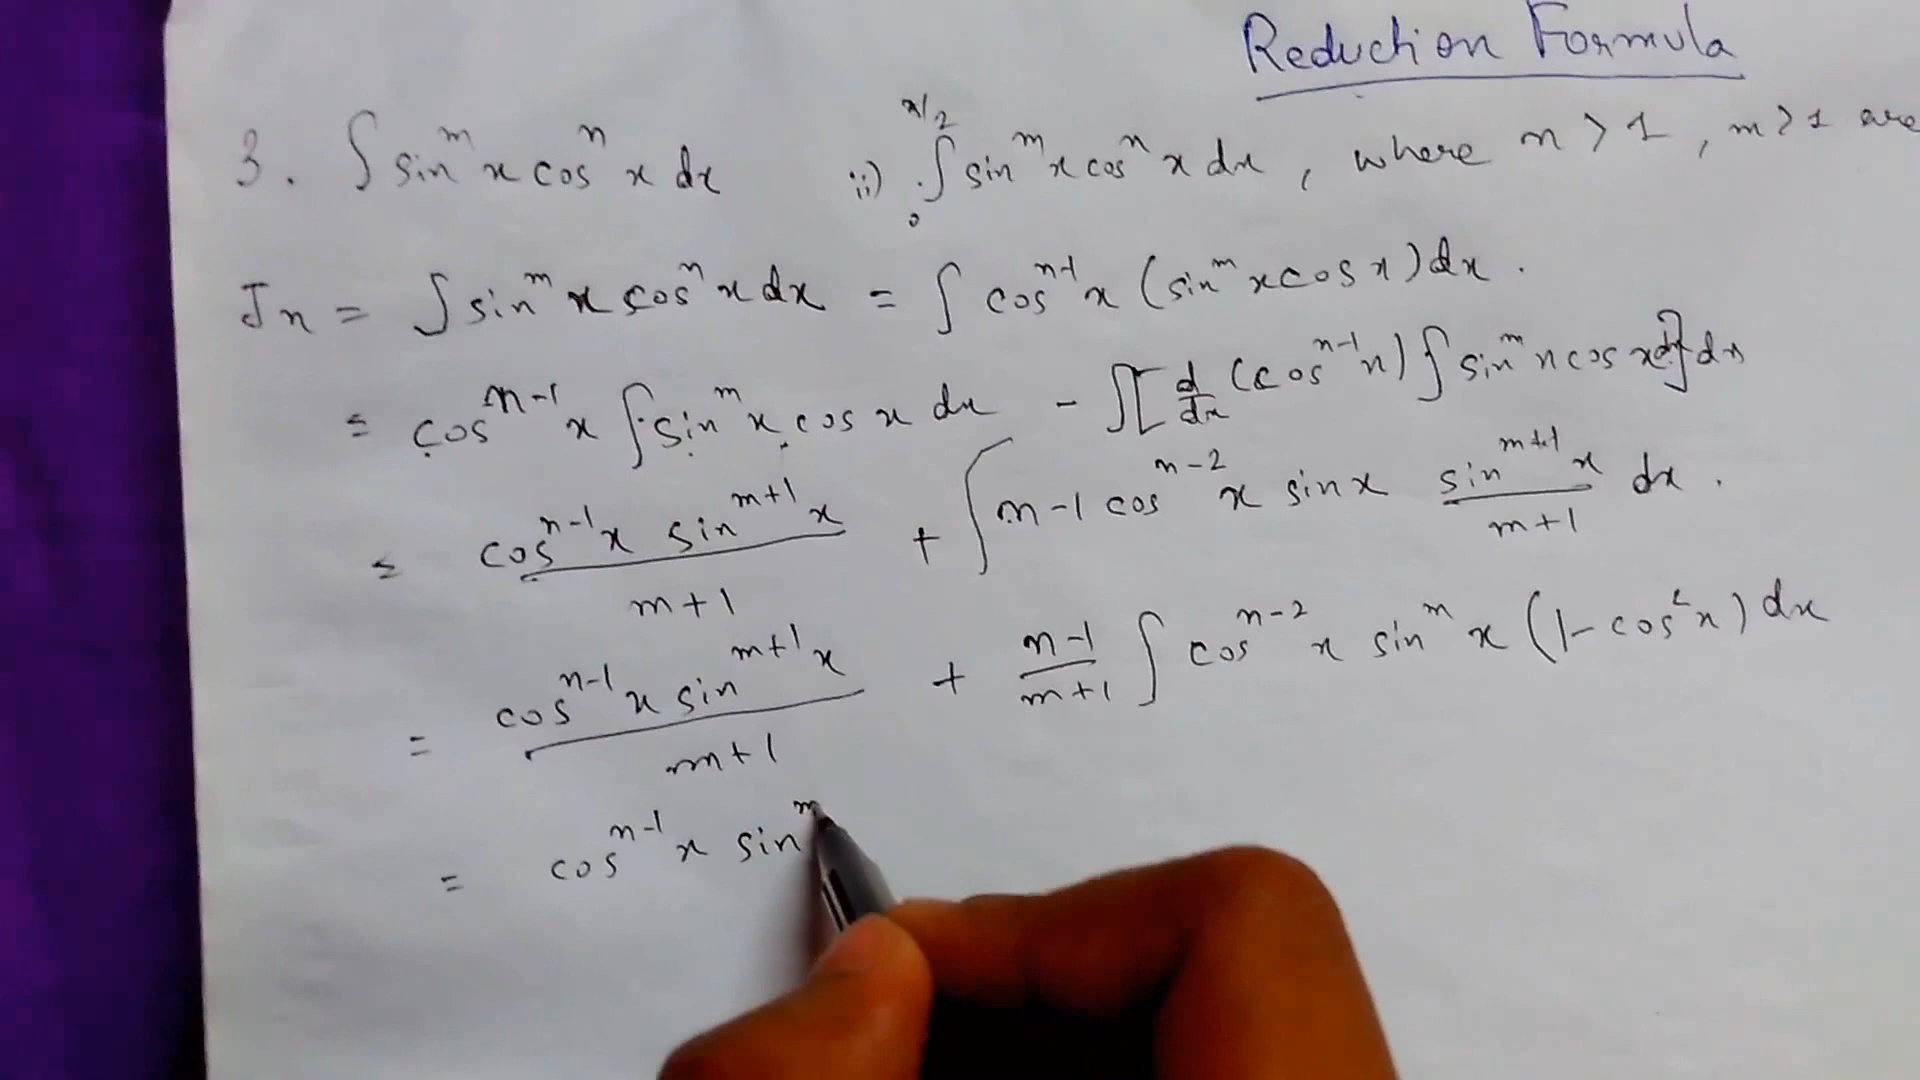 Reduction Formula
3. ∫ sin^m x cos^n x dx ii) ∫_0^{π/2} sin^m x cos^n x dx, where n > 1, m > 1 are
J_n = ∫ sin^m x cos^n x dx = ∫ cos^{n-1} x (sin^m x cos x) dx.
= cos^{n-1} x ∫ sin^m x cos x dx - ∫[d/dx (cos^{n-1} x) ∫ sin^m x cos x dx] dx
= cos^{n-1} x sin^{m+1} x / m+1 + ∫ n-1 cos^{n-2} x sin x sin^{m+1} x / m+1 dx.
= cos^{n-1} x sin^{m+1} x / m+1 + n-1 / m+1 ∫ cos^{n-2} x sin^m x (1 - cos^2 x) dx
= cos^{n-1} x sin^m